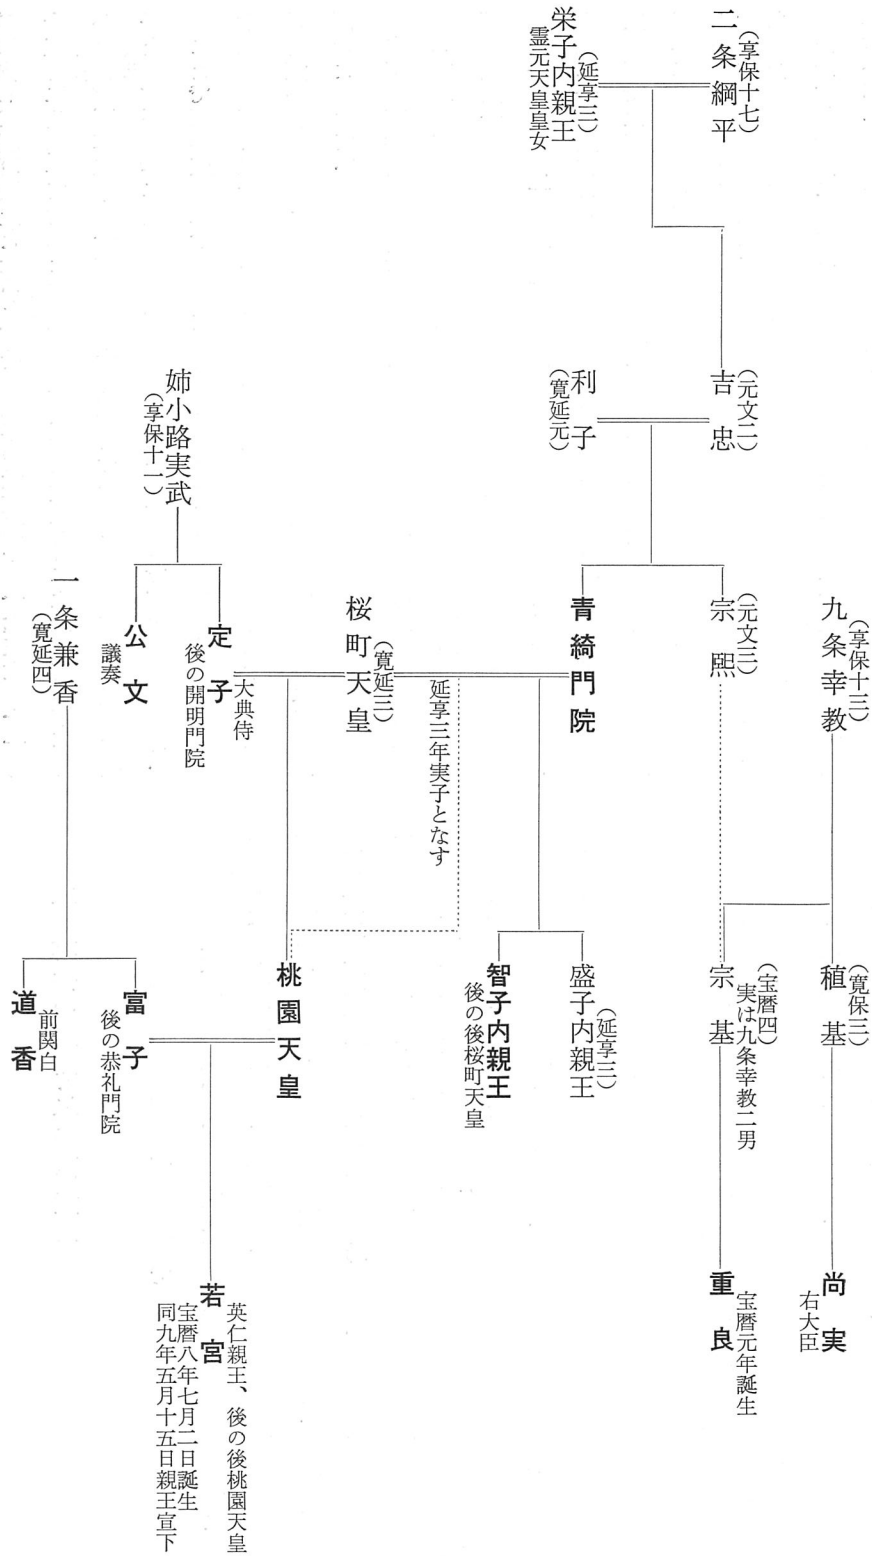 九条幸教
（享保十三）
稙基
（寛保三）
尚実
右大臣
二条綱平
（享保十七）
栄子内親王
（延享三）
霊元天皇皇女
吉忠
（元文二）
利子
（寛延元）
宗熙
（元文三）
宗基
（宝暦四）
実は九条幸教二男
重良
宝暦元年誕生
青綺門院
盛子内親王
（延享三）
智子内親王
後の後桜町天皇
延享三年実子となす
桜町天皇
（寛延三）
桃園天皇
姉小路実武
（享保十一）
定子
大典侍
後の開明門院
公文
議奏
若宮
英仁親王、後の後桃園天皇
宝暦八年七月二日誕生
同九年五月十五日親王宣下
一条兼香
（寛延四）
富子
後の恭礼門院
道香
前関白